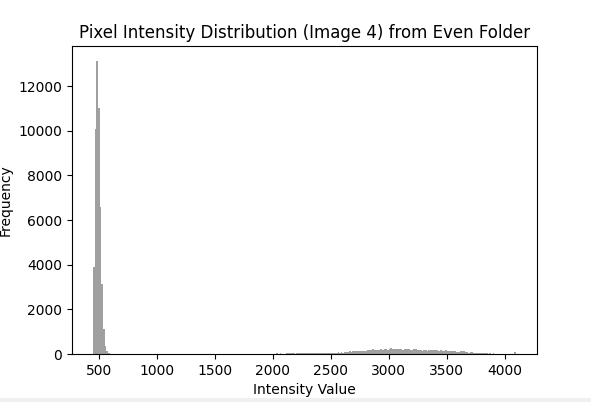 Pixel Intensity Distribution (Image 4) from Even Folder
12000
10000
8000
6000
4000
2000
0
Frequency
500 1000 1500 2000 2500 3000 3500 4000
Intensity Value